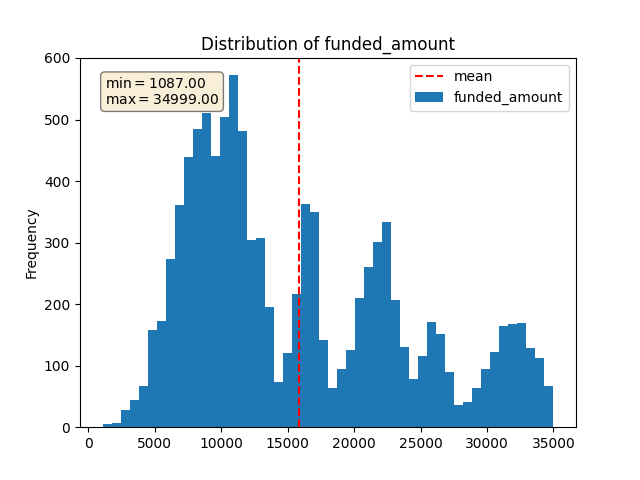 Distribution of funded_amount
min = 1087.00
max = 34999.00
mean
funded_amount
Frequency
600
500
400
300
200
100
0
0 5000 10000 15000 20000 25000 30000 35000